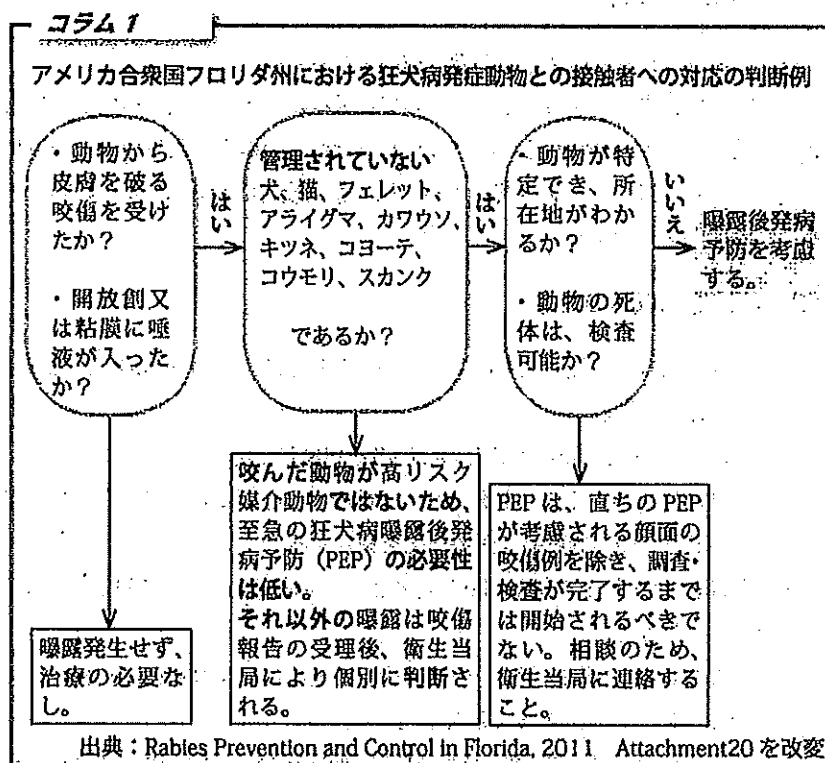 コラム1
アメリカ合衆国フロリダ州における狂犬病発症動物との接触者への対応の判断例
・動物から
皮膚を破る
咬傷を受け
たか?
・開放創又
は粘膜に唾
液が入った
か?
はい
管理されていない
犬、猫、フェレット、
アライグマ、カワウソ、
キツネ、コヨーテ、
コウモリ、スカンク
であるか?
はい
・動物が特
定でき、所
在地がわか
るか?
・動物の死
体は、検査
可能か?
いいえ
曝露後発病
予防を考慮
する。
曝露発生せず、
治療の必要な
し。
咬んだ動物が高リスク
媒介動物ではないため、
至急の狂犬病曝露後発
病予防(PEP)の必要性
は低い。
それ以外の曝露は咬傷
報告の受理後、衛生当
局により個別に判断さ
れる。
PEPは、直ちのPEP
が考慮される顔面の
咬傷例を除き、調査・
検査が完了するまで
は開始されるべきで
ない。相談のため、
衛生当局に連絡する
こと。
出典:Rabies Prevention and Control in Florida, 2011 Attachment20を改変